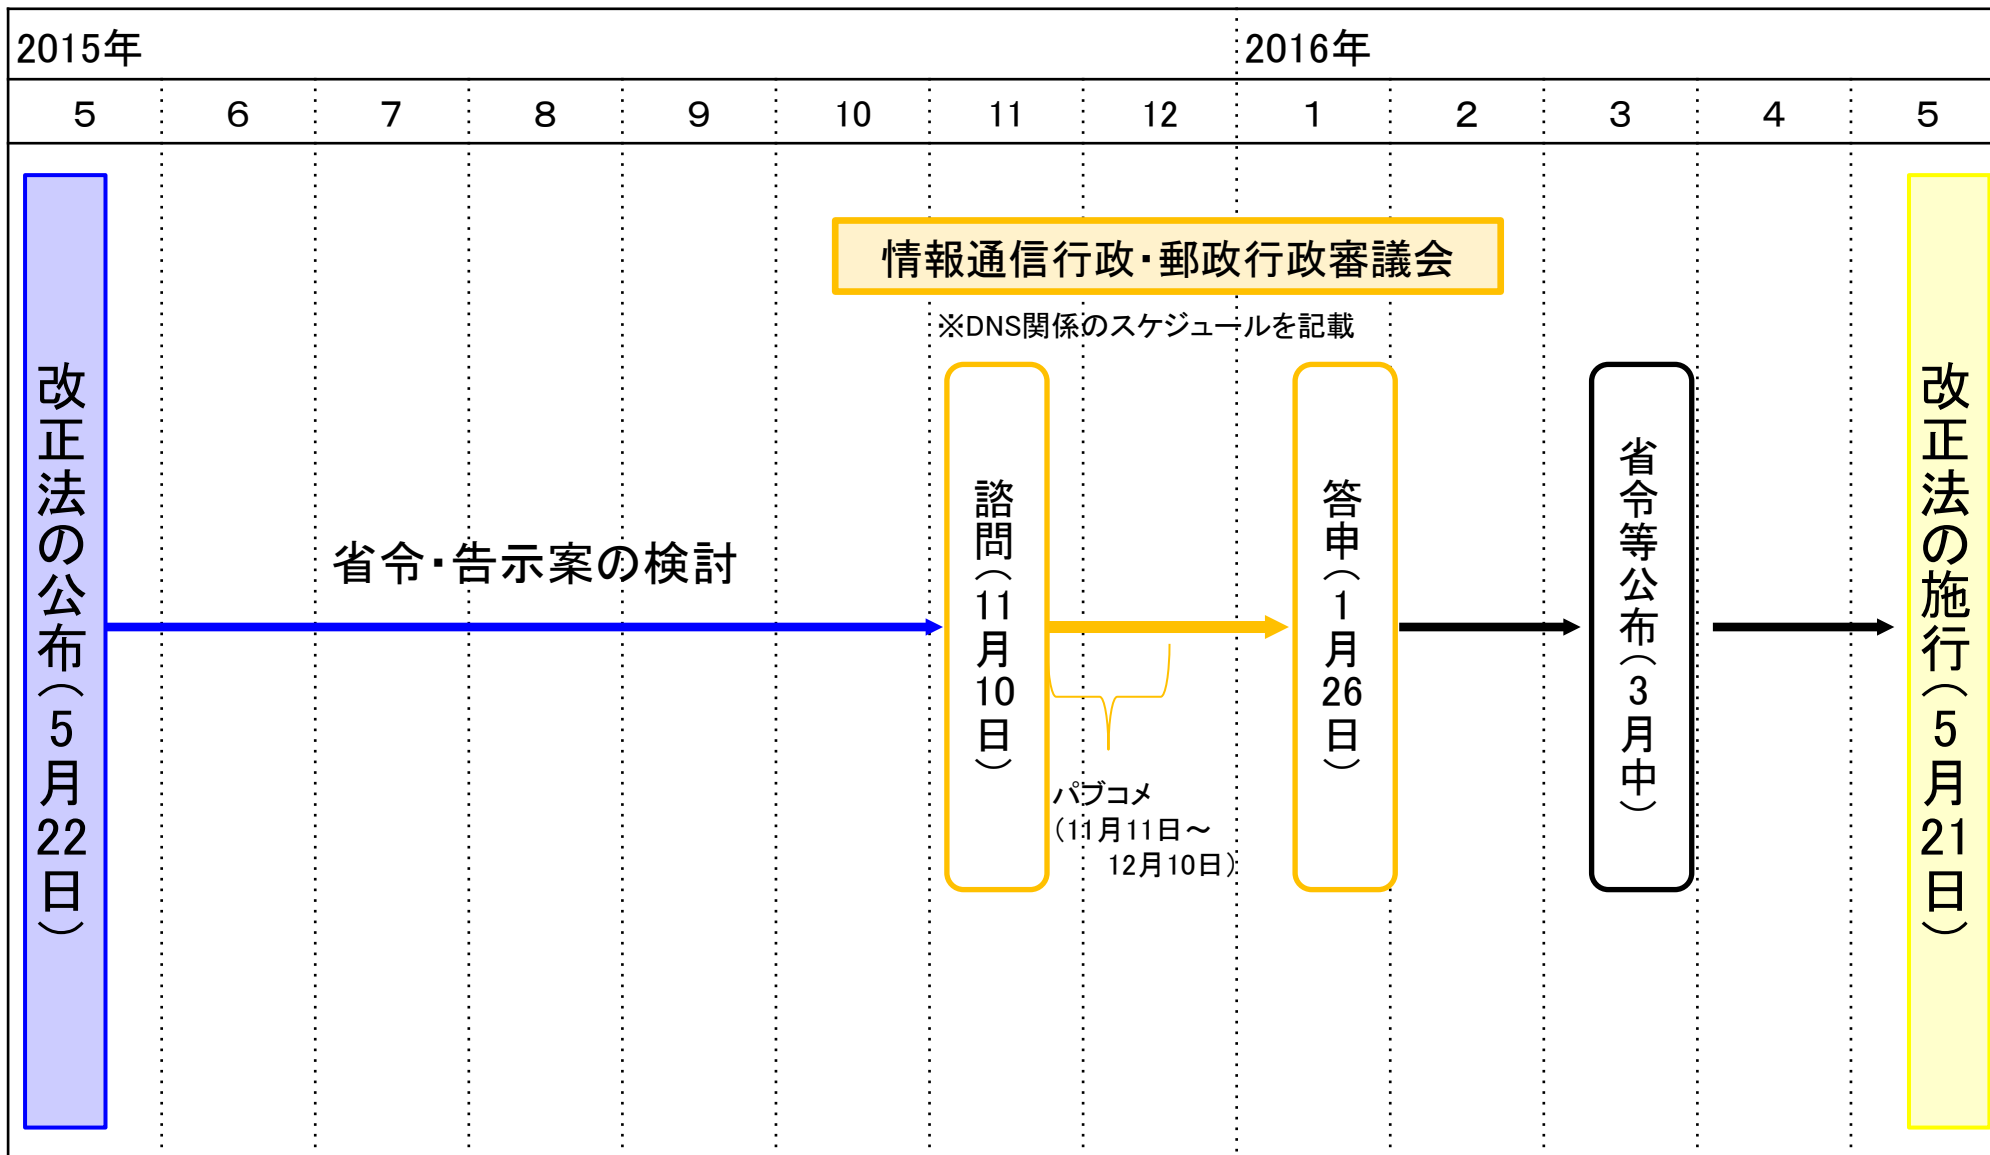 2015年
2016年
5 6 7 8 9 10 11 12 1 2 3 4 5
改正法の公布（5月22日）
省令・告示案の検討
情報通信行政・郵政行政審議会
※DNS関係のスケジュールを記載
諮問（11月10日）
パブコメ
（11月11日～
12月10日）
答申（1月26日）
省令等公布（3月中）
改正法の施行（5月21日）